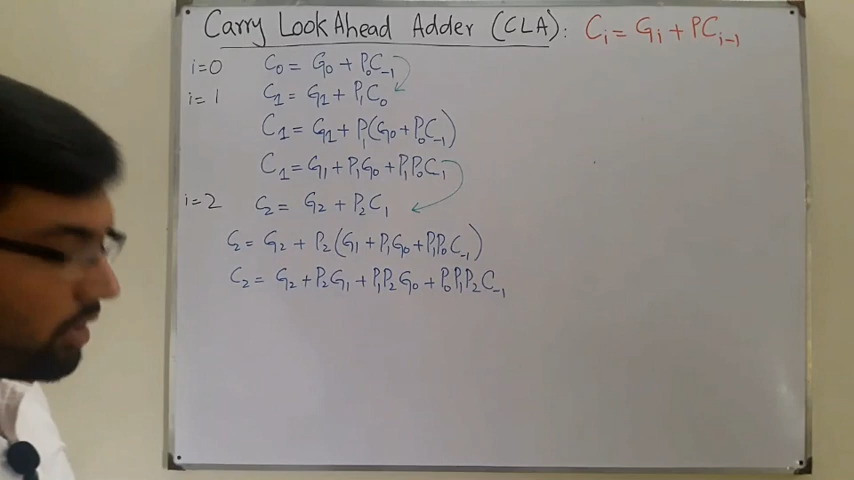 Carry Look Ahead Adder (CLA): Ci = Gi + PCi-1
i=0 C0 = G0 + P0C-1
i=1 C1 = G1 + P1C0
C1 = G1 + P1(G0 + P0C-1)
C1 = G1 + P1G0 + P1P0C-1
i=2 C2 = G2 + P2C1
C2 = G2 + P2(G1 + P1G0 + P1P0C-1)
C2 = G2 + P2G1 + P1P2G0 + P0P1P2C-1